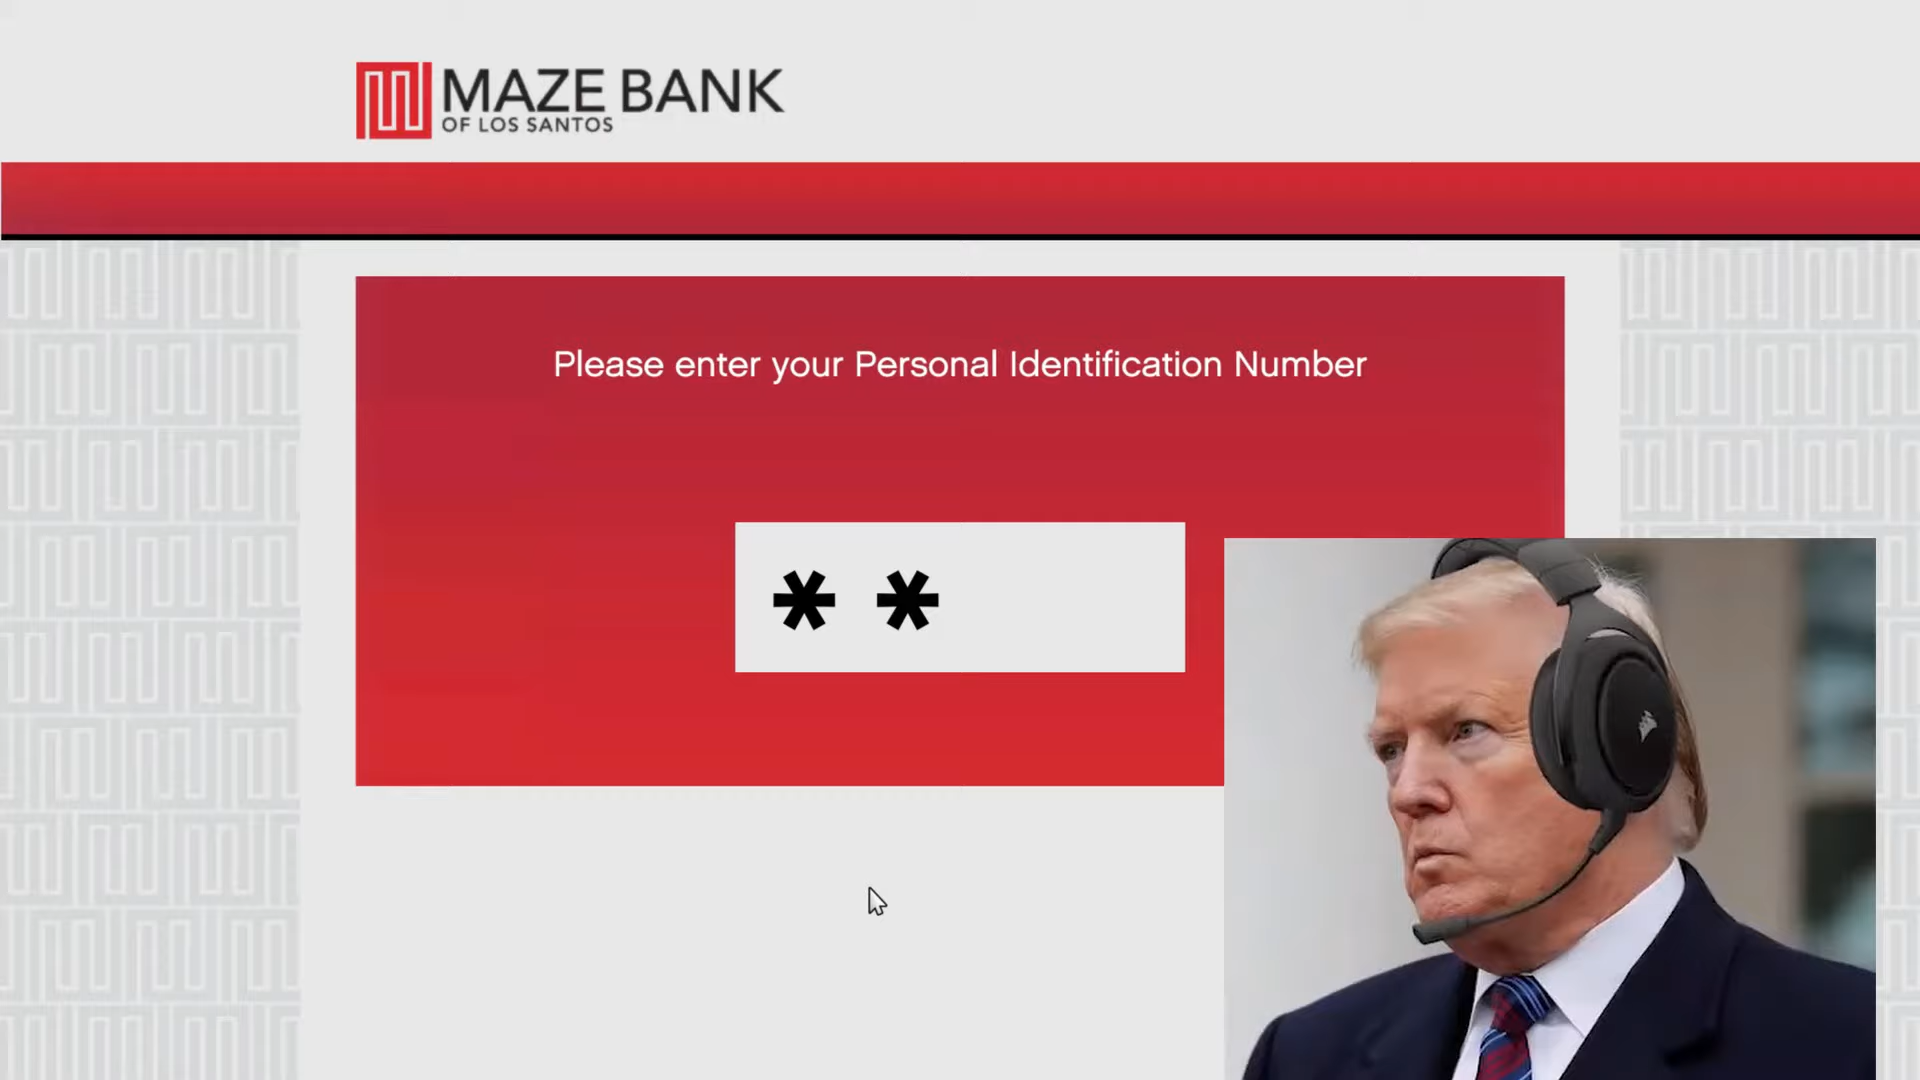 MAZE BANK
OF LOS SANTOS
Please enter your Personal Identification Number
* *